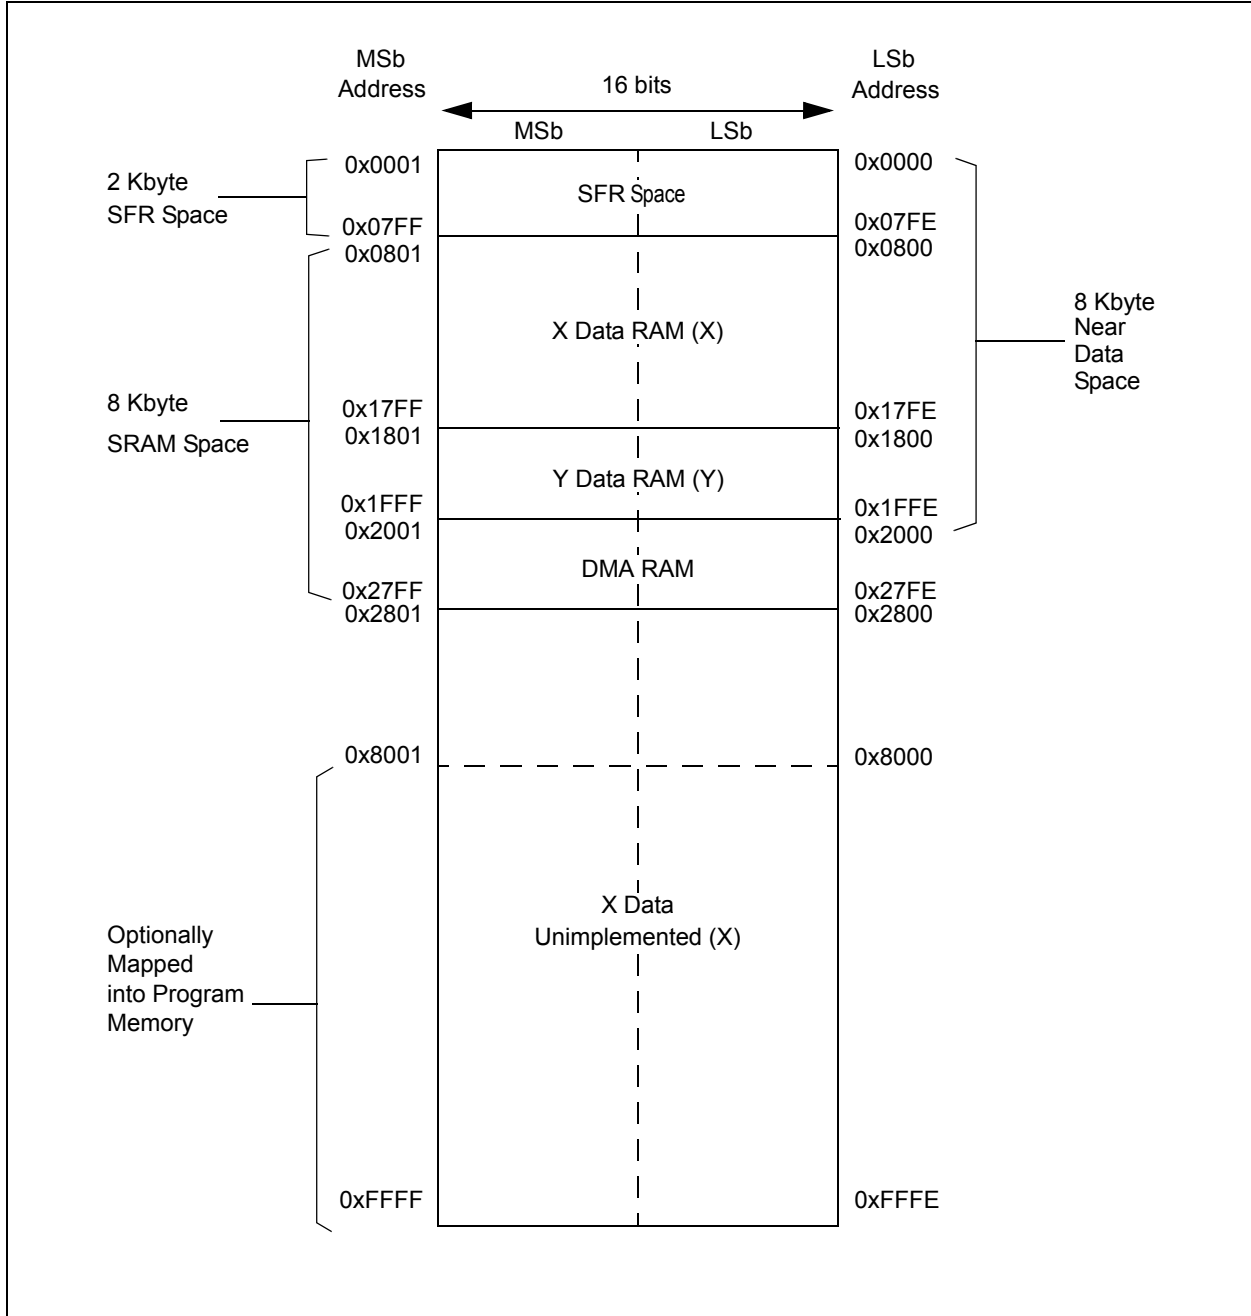 MSb
Address
16 bits
LSb
Address
MSb
LSb
2 Kbyte
SFR Space
0x0001
SFR Space
0x0000
0x07FF
0x07FE
0x0801
0x0800
X Data RAM (X)
8 Kbyte
Near
Data
Space
8 Kbyte
SRAM Space
0x17FF
0x17FE
0x1801
0x1800
Y Data RAM (Y)
0x1FFF
0x1FFE
0x2001
0x2000
DMA RAM
0x27FF
0x27FE
0x2801
0x2800
0x8001
0x8000
X Data
Unimplemented (X)
Optionally
Mapped
into Program
Memory
0xFFFF
0xFFFE